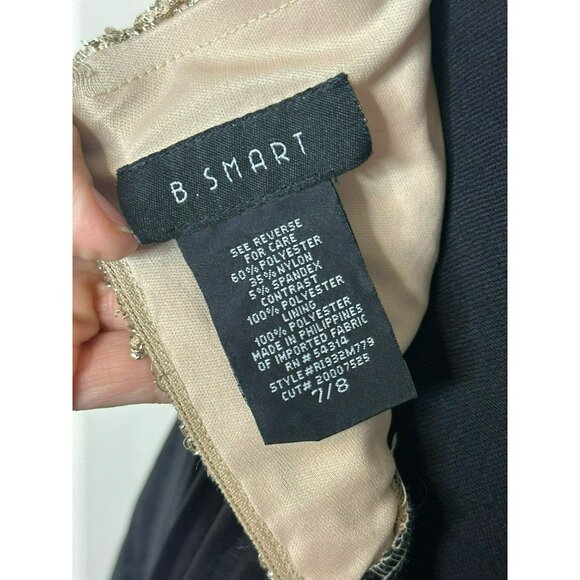 B.SMART
SEE REVERSE
FOR CARE
60% POLYESTER
35% NYLON
5% SPANDEX
CONTRAST
100% POLYESTER
LINING
100% POLYESTER
MADE IN PHILIPPINES
OF IMPORTED FABRIC
RN# 54314
STYLE#R1932M779
CUT# 20007525
7/8